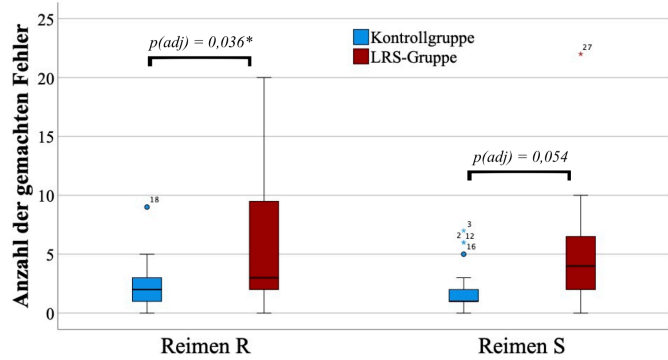 25
20
15
10
5
0
Anzahl der gemachten Fehler
p(adj) = 0,036*
Kontrollgruppe
LRS-Gruppe
27
p(adj) = 0,054
18
3
2 12
16
Reimen R
Reimen S